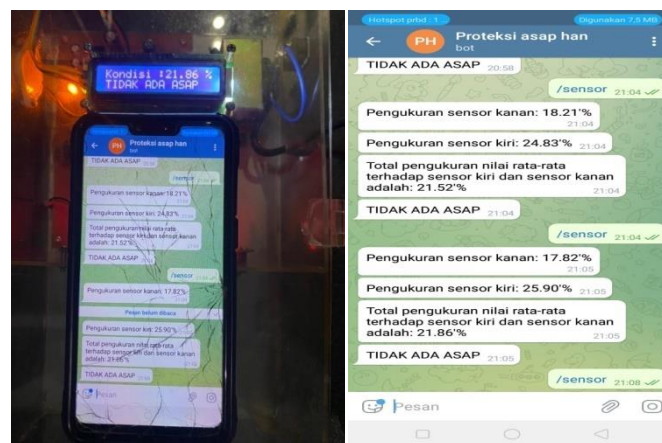 Kondisi :21.86 %
TIDAK ADA ASAP
PH
Proteksi asap han
bot
TIDAK ADA ASAP
/sensor
Pengukuran sensor kanan: 18.21'%
Pengukuran sensor kiri: 24.83'%
Total pengukuran nilai rata-rata
terhadap sensor kiri dan sensor kanan
adalah: 21.52'%
TIDAK ADA ASAP
/sensor
Pengukuran sensor kanan: 17.82'%
Pesan belum dibaca
Pengukuran sensor kiri: 25.90'%
Total pengukuran nilai rata-rata
terhadap sensor kiri dan sensor kanan
adalah: 21.86'%
TIDAK ADA ASAP
Pesan
Hotspot prbd : 1
Digunakan 7,5 MB
PH
Proteksi asap han
bot
TIDAK ADA ASAP 20:58
/sensor 21:04
Pengukuran sensor kanan: 18.21'%
21:04
Pengukuran sensor kiri: 24.83'% 21:04
Total pengukuran nilai rata-rata
terhadap sensor kiri dan sensor kanan
adalah: 21.52'% 21:04
TIDAK ADA ASAP 21:04
/sensor 21:04
Pengukuran sensor kanan: 17.82'%
21:05
Pengukuran sensor kiri: 25.90'% 21:05
Total pengukuran nilai rata-rata
terhadap sensor kiri dan sensor kanan
adalah: 21.86'% 21:05
TIDAK ADA ASAP 21:05
/sensor 21:08
Pesan